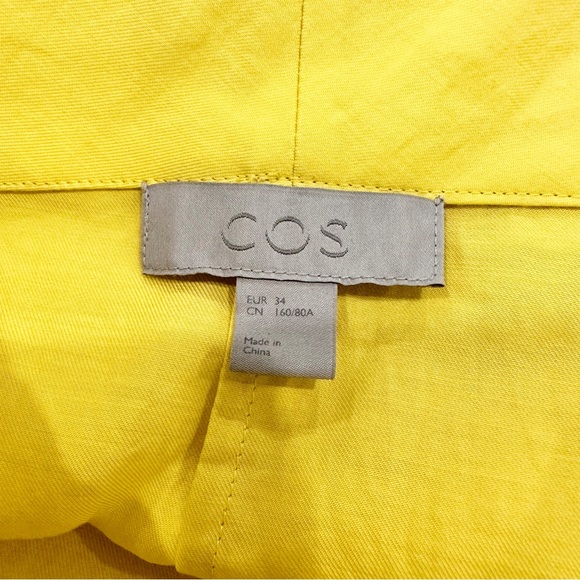 COS
EUR 34
CN 160/80A
Made in
China